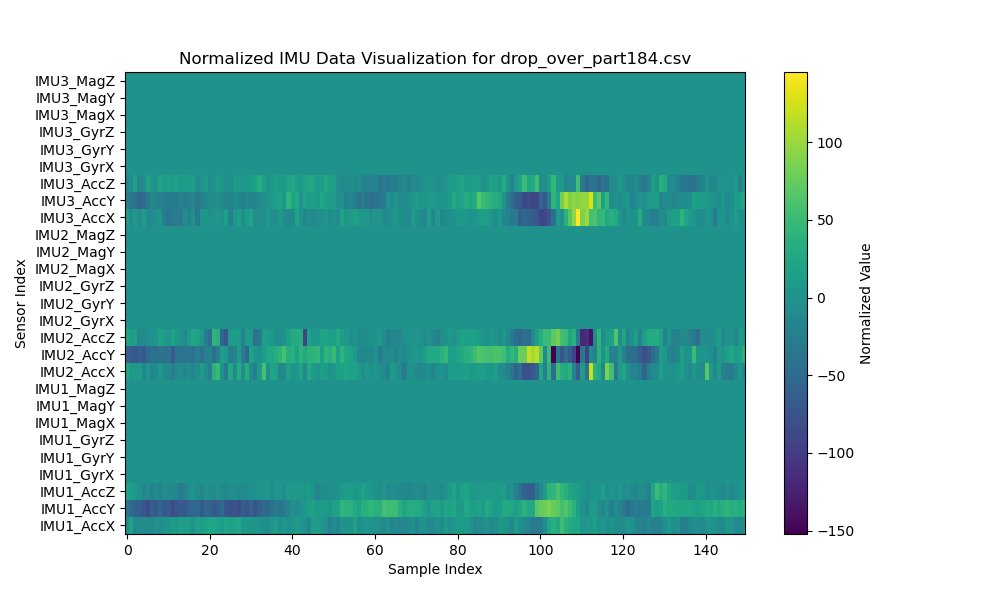 Normalized IMU Data Visualization for drop_over_part184.csv
IMU3_MagZ
IMU3_MagY
IMU3_MagX
IMU3_GyrZ
IMU3_GyrY
IMU3_GyrX
IMU3_AccZ
IMU3_AccY
IMU3_AccX
IMU2_MagZ
IMU2_MagY
IMU2_MagX
IMU2_GyrZ
IMU2_GyrY
IMU2_GyrX
IMU2_AccZ
IMU2_AccY
IMU2_AccX
IMU1_MagZ
IMU1_MagY
IMU1_MagX
IMU1_GyrZ
IMU1_GyrY
IMU1_GyrX
IMU1_AccZ
IMU1_AccY
IMU1_AccX
Sensor Index
0 20 40 60 80 100 120 140
Sample Index
100
50
0
−50
−100
−150
Normalized Value